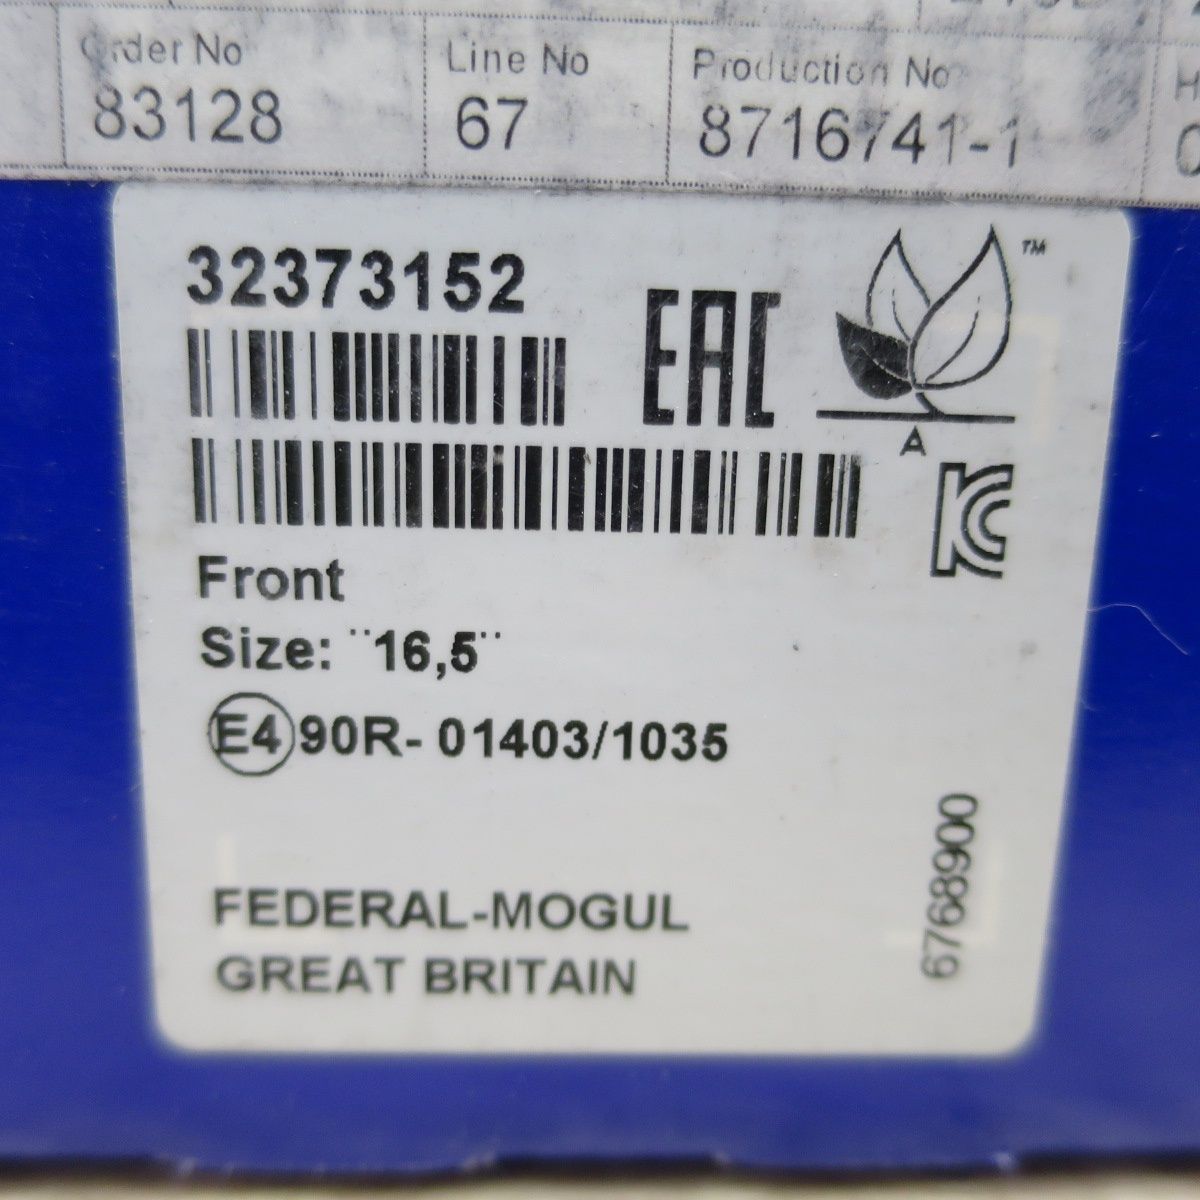 Order No Line No Production No
83128 67 8716741-1
32373152
EAC
TM
A
KC
Front
Size: ¨16,5¨
E4 90R- 01403/1035
6768900
FEDERAL-MOGUL
GREAT BRITAIN